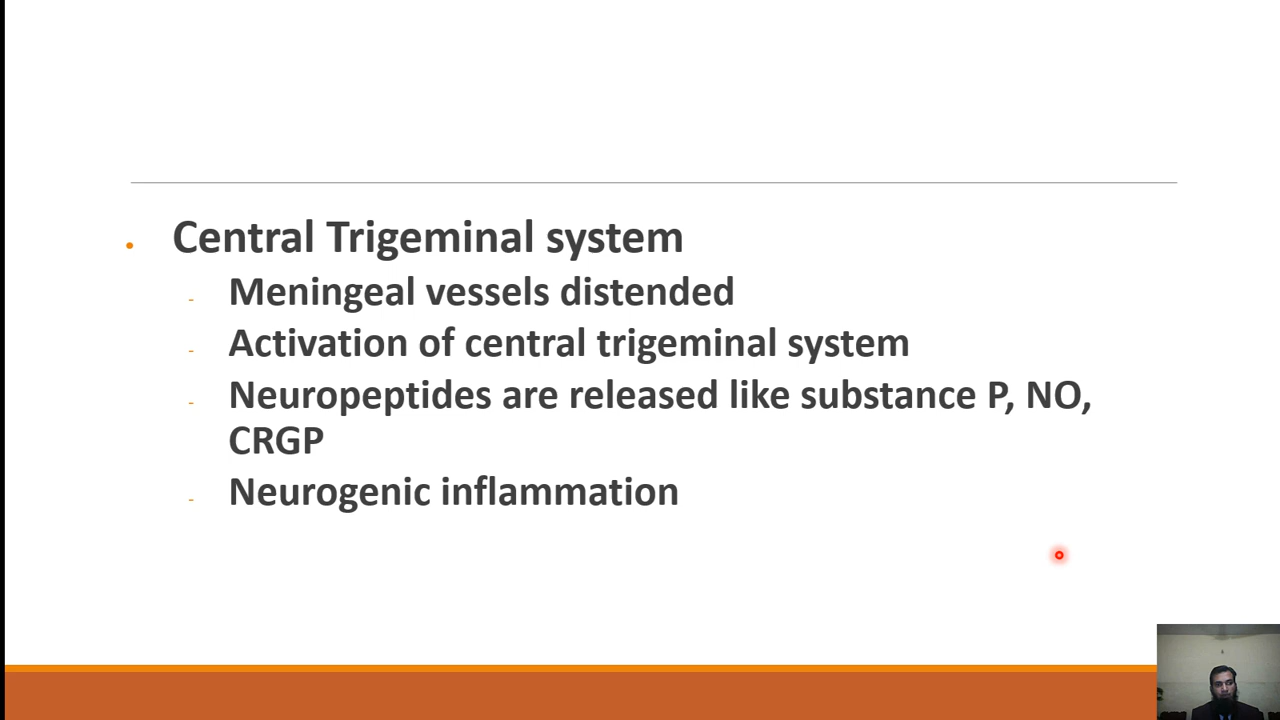 • Central Trigeminal system
- Meningeal vessels distended
- Activation of central trigeminal system
- Neuropeptides are released like substance P, NO,
CRGP
- Neurogenic inflammation